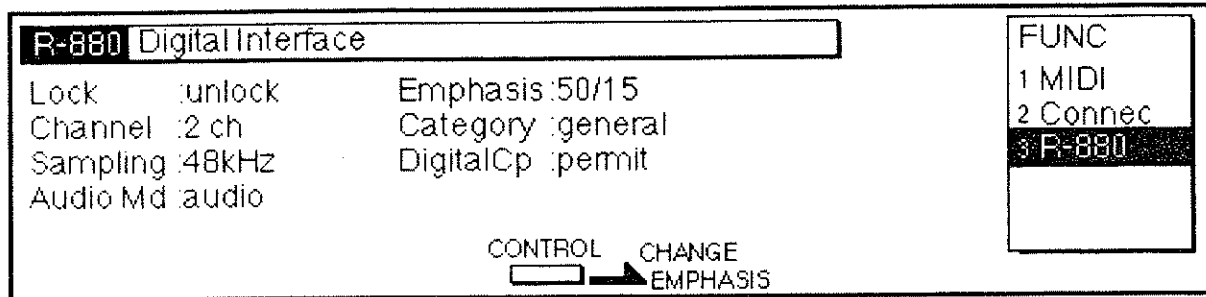 R-880 Digital Interface
Lock :unlock
Channel :2 ch
Sampling :48kHz
Audio Md :audio
Emphasis :50/15
Category :general
DigitalCp :permit
CONTROL CHANGE
EMPHASIS
FUNC
1 MIDI
2 Connec
3 R-880